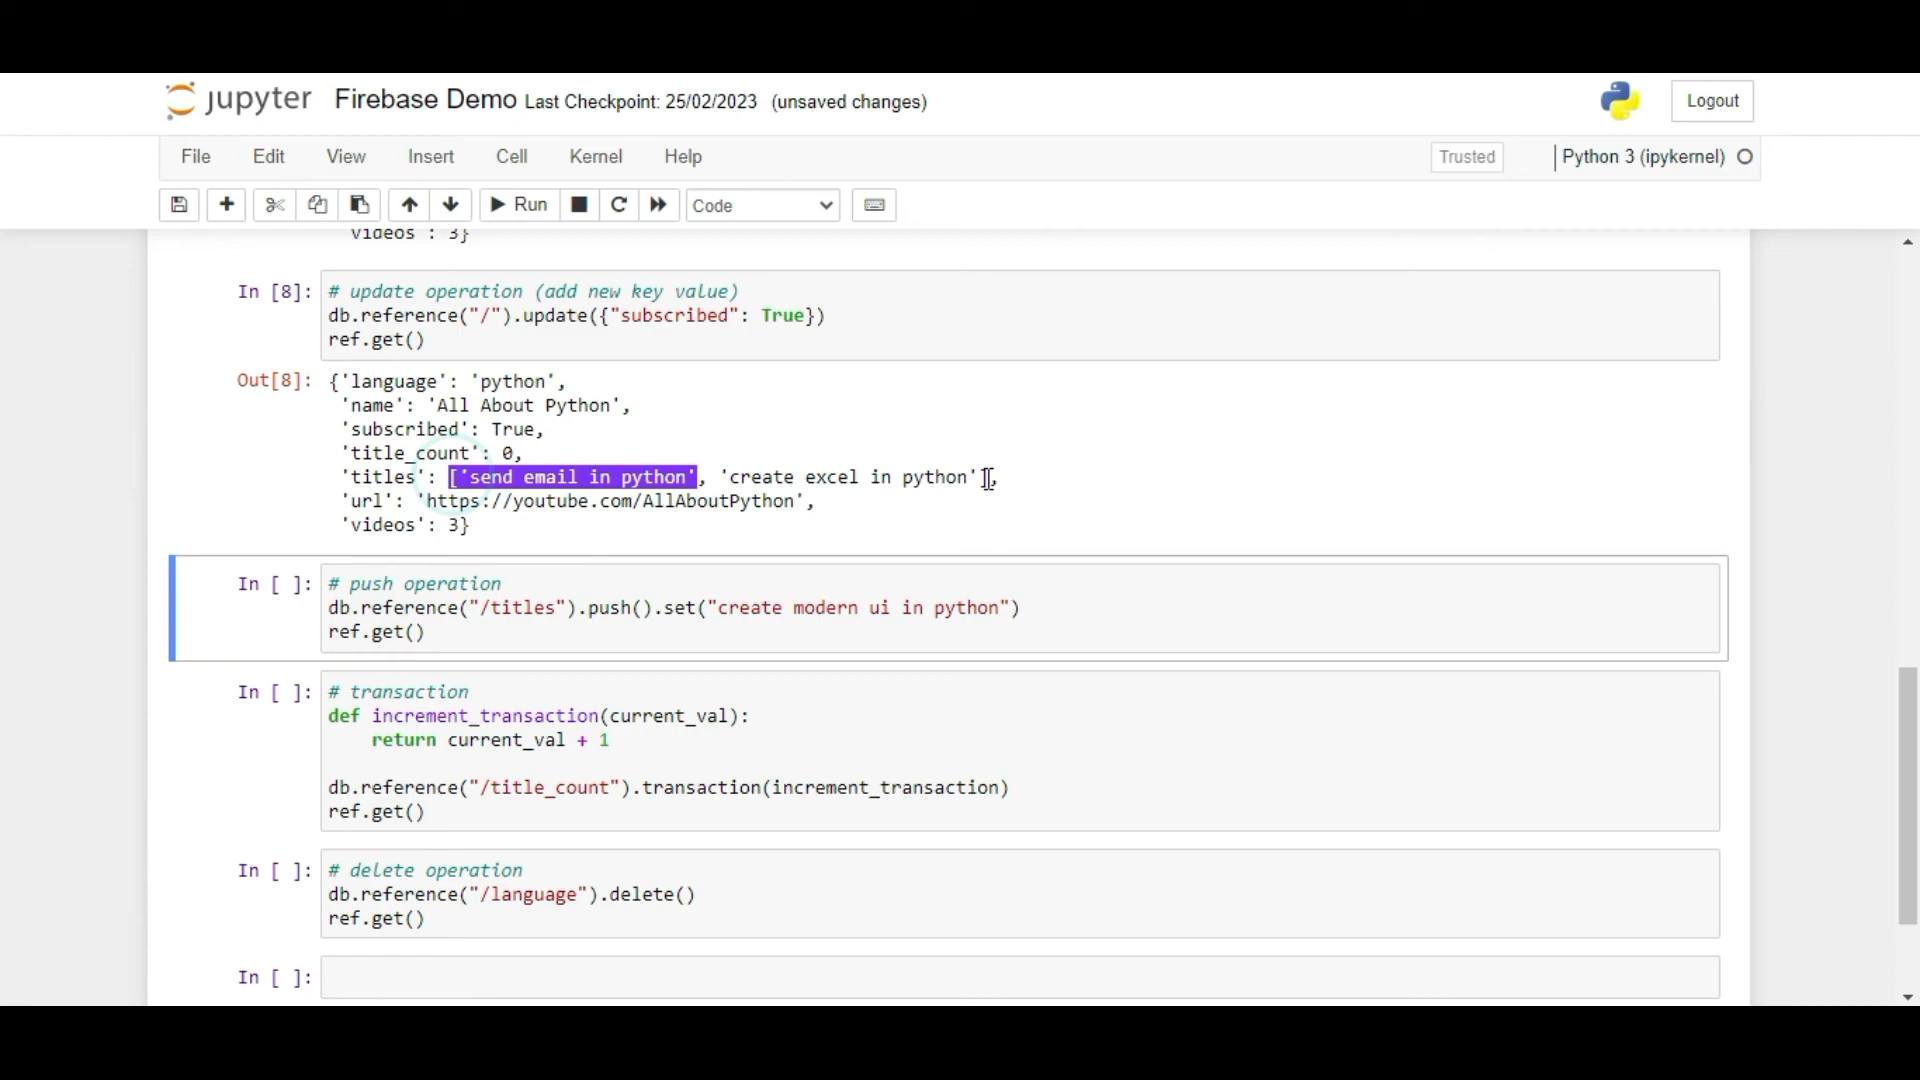 jupyter Firebase Demo Last Checkpoint: 25/02/2023 (unsaved changes) Logout
File Edit View Insert Cell Kernel Help Trusted Python 3 (ipykernel)
Run Code
videos : 3}
In [8]: # update operation (add new key value)
db.reference("/").update({"subscribed": True})
ref.get()
Out[8]: {'language': 'python',
'name': 'All About Python',
'subscribed': True,
'title_count': 0,
'titles': ['send email in python', 'create excel in python'],
'url': 'https://youtube.com/AllAboutPython',
'videos': 3}
In [ ]: # push operation
db.reference("/titles").push().set("create modern ui in python")
ref.get()
In [ ]: # transaction
def increment_transaction(current_val):
return current_val + 1
db.reference("/title_count").transaction(increment_transaction)
ref.get()
In [ ]: # delete operation
db.reference("/language").delete()
ref.get()
In [ ]: